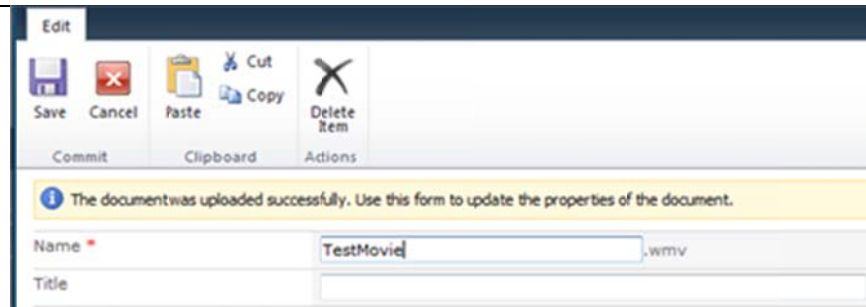 Edit
Save Cancel Paste Cut Copy Delete Item
Commit Clipboard Actions
The documentwas uploaded successfully. Use this form to update the properties of the document.
Name * TestMovie .wmv
Title